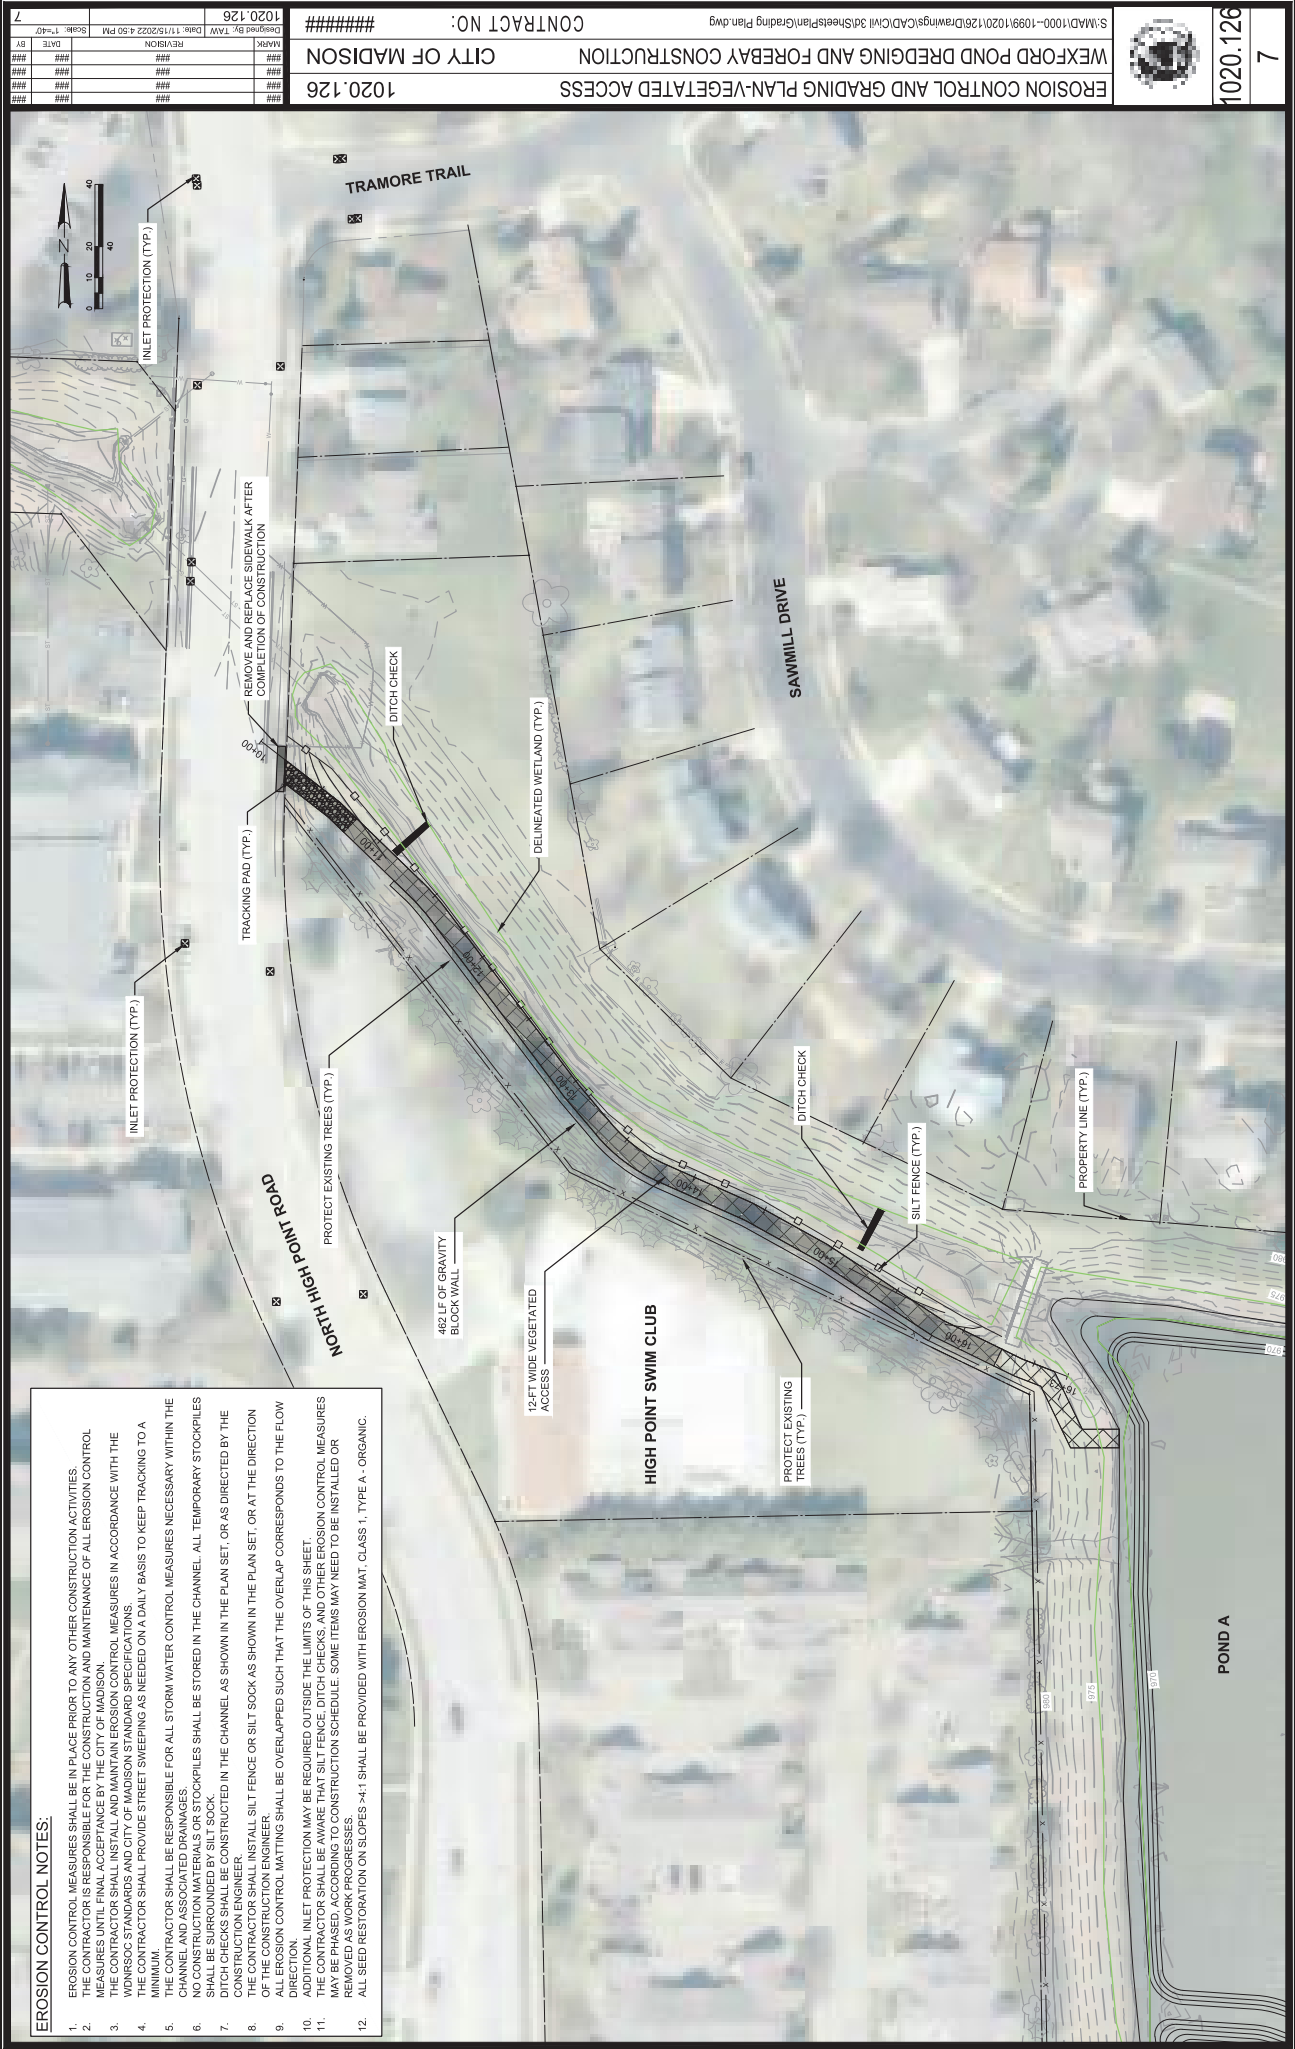 EROSION CONTROL NOTES:
1. EROSION CONTROL MEASURES SHALL BE IN PLACE PRIOR TO ANY OTHER CONSTRUCTION ACTIVITIES.
2. THE CONTRACTOR IS RESPONSIBLE FOR THE CONSTRUCTION AND MAINTENANCE OF ALL EROSION CONTROL
MEASURES UNTIL FINAL ACCEPTANCE BY THE CITY OF MADISON.
3. THE CONTRACTOR SHALL INSTALL AND MAINTAIN EROSION CONTROL MEASURES IN ACCORDANCE WITH THE
WDNRSOC STANDARDS AND CITY OF MADISON STANDARD SPECIFICATIONS.
4. THE CONTRACTOR SHALL PROVIDE STREET SWEEPING AS NEEDED ON A DAILY BASIS TO KEEP TRACKING TO A
MINIMUM.
5. THE CONTRACTOR SHALL BE RESPONSIBLE FOR ALL STORM WATER CONTROL MEASURES NECESSARY WITHIN THE
CHANNEL AND ASSOCIATED DRAINAGES.
6. NO CONSTRUCTION MATERIALS OR STOCKPILES SHALL BE STORED IN THE CHANNEL. ALL TEMPORARY STOCKPILES
SHALL BE SURROUNDED BY SILT SOCK.
7. DITCH CHECKS SHALL BE CONSTRUCTED IN THE CHANNEL AS SHOWN IN THE PLAN SET, OR AS DIRECTED BY THE
CONSTRUCTION ENGINEER.
8. THE CONTRACTOR SHALL INSTALL SILT FENCE OR SILT SOCK AS SHOWN IN THE PLAN SET, OR AT THE DIRECTION
OF THE CONSTRUCTION ENGINEER.
9. ALL EROSION CONTROL MATTING SHALL BE OVERLAPPED SUCH THAT THE OVERLAP CORRESPONDS TO THE FLOW
DIRECTION.
10. ADDITIONAL INLET PROTECTION MAY BE REQUIRED OUTSIDE THE LIMITS OF THIS SHEET.
11. THE CONTRACTOR SHALL BE AWARE THAT SILT FENCE, DITCH CHECKS, AND OTHER EROSION CONTROL MEASURES
MAY BE PHASED, ACCORDING TO CONSTRUCTION SCHEDULE. SOME ITEMS MAY NEED TO BE INSTALLED OR
REMOVED AS WORK PROGRESSES.
12. ALL SEED RESTORATION ON SLOPES >4:1 SHALL BE PROVIDED WITH EROSION MAT, CLASS 1, TYPE A - ORGANIC.
INLET PROTECTION (TYP.)
INLET PROTECTION (TYP.)
N
0 10 20 40
40
TRAMORE TRAIL
REMOVE AND REPLACE SIDEWALK AFTER
COMPLETION OF CONSTRUCTION
TRACKING PAD (TYP.)
DITCH CHECK
DELINEATED WETLAND (TYP.)
SAWMILL DRIVE
NORTH HIGH POINT ROAD
PROTECT EXISTING TREES (TYP.)
462 LF OF GRAVITY
BLOCK WALL
12-FT WIDE VEGETATED
ACCESS
HIGH POINT SWIM CLUB
PROTECT EXISTING
TREES (TYP.)
DITCH CHECK
SILT FENCE (TYP.)
PROPERTY LINE (TYP.)
POND A
10+00
11+00
12+00
13+00
14+00
15+00
16+00
16+73
980
975
970
980
975
970
EROSION CONTROL AND GRADING PLAN-VEGETATED ACCESS
1020.126
WEXFORD POND DREDGING AND FOREBAY CONSTRUCTION
CITY OF MADISON
S:\MAD\1000--1099\1020\126\Drawings\CAD\Civil 3d\Sheets\Plan\Grading Plan.dwg
CONTRACT NO:
#######
1020.126
7
### ### ### ###
### ### ### ###
### ### ### ###
### ### ### ###
MARK REVISION DATE BY
Designed By: TAW Date: 11/15/2022 4:50 PM Scale: 1"=40'
1020.126
7